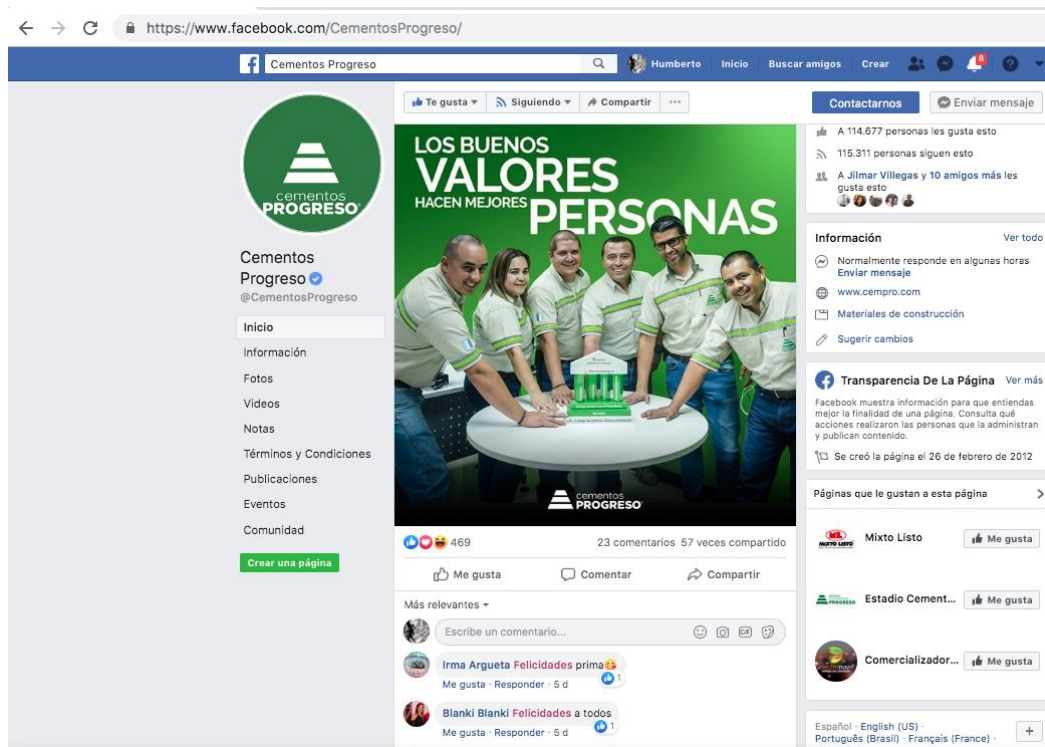 https://www.facebook.com/CementosProgreso/
Cementos Progreso
Humberto
Inicio
Buscar amigos
Crear
8
cementos
PROGRESO
Cementos
Progreso
@CementosProgreso
Inicio
Información
Fotos
Videos
Notas
Términos y Condiciones
Publicaciones
Eventos
Comunidad
Crear una página
Te gusta
Siguiendo
Compartir
LOS BUENOS
VALORES
HACEN MEJORES
PERSONAS
cementos
PROGRESO
469
23 comentarios 57 veces compartido
Me gusta
Comentar
Compartir
Más relevantes
Escribe un comentario...
GIF
Irma Argueta Felicidades prima
1
Me gusta · Responder · 5 d
Blanki Blanki Felicidades a todos
1
Me gusta · Responder · 5 d
Contactarnos
Enviar mensaje
A 114.677 personas les gusta esto
115.311 personas siguen esto
A Jilmar Villegas y 10 amigos más les
gusta esto
Información
Ver todo
Normalmente responde en algunas horas
Enviar mensaje
www.cempro.com
Materiales de construcción
Sugerir cambios
Transparencia De La Página
Ver más
Facebook muestra información para que entiendas
mejor la finalidad de una página. Consulta qué
acciones realizaron las personas que la administran
y publican contenido.
Se creó la página el 26 de febrero de 2012
Páginas que le gustan a esta página
ML
MIXTO LISTO
Mixto Listo
Me gusta
PROGRESO
Estadio Cement...
Me gusta
Comercializador...
Me gusta
Español · English (US) ·
Português (Brasil) · Français (France) ·